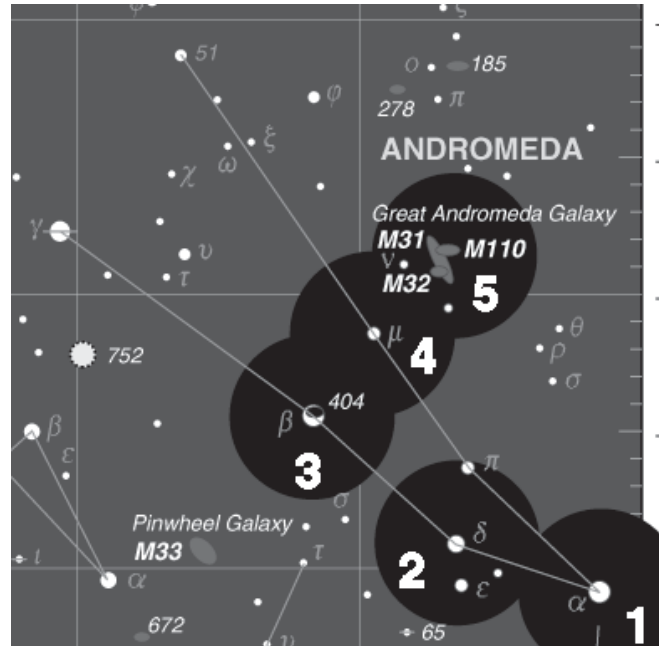 φ
ζ
51
ο
185
φ
278
π
ξ
ω
ANDROMEDA
χ
Great Andromeda Galaxy
γ
M31
M110
υ
ν
τ
M32
5
θ
μ
4
ρ
752
σ
404
β
β
3
ε
π
σ
Pinwheel Galaxy
δ
M33
τ
2
ι
α
ε
α
1
672
υ
65